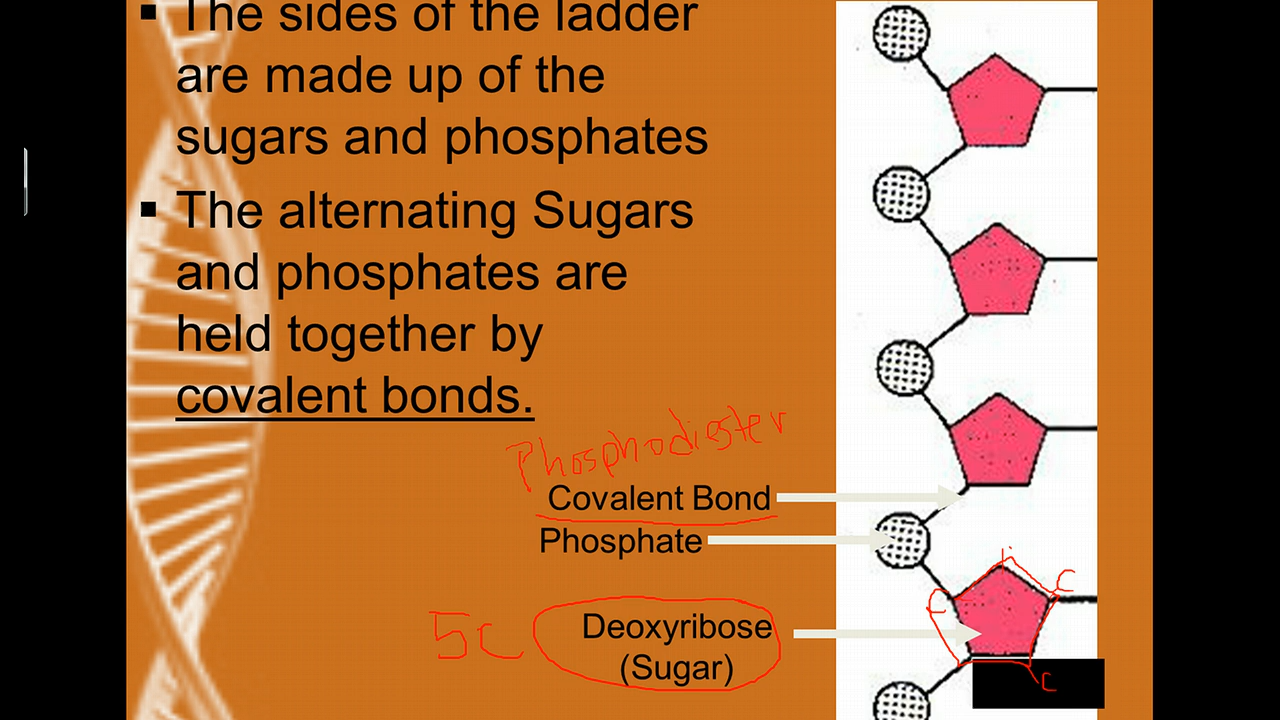 ▪ The sides of the ladder
are made up of the
sugars and phosphates
▪ The alternating Sugars
and phosphates are
held together by
covalent bonds.
Phosphodiester
Covalent Bond
Phosphate
5C
Deoxyribose
(Sugar)
C
C
C